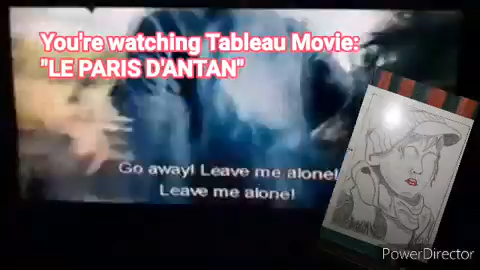 You're watching Tableau Movie:
"LE PARIS D'ANTAN"
Go away! Leave me alone!
Leave me alone!
PowerDirector